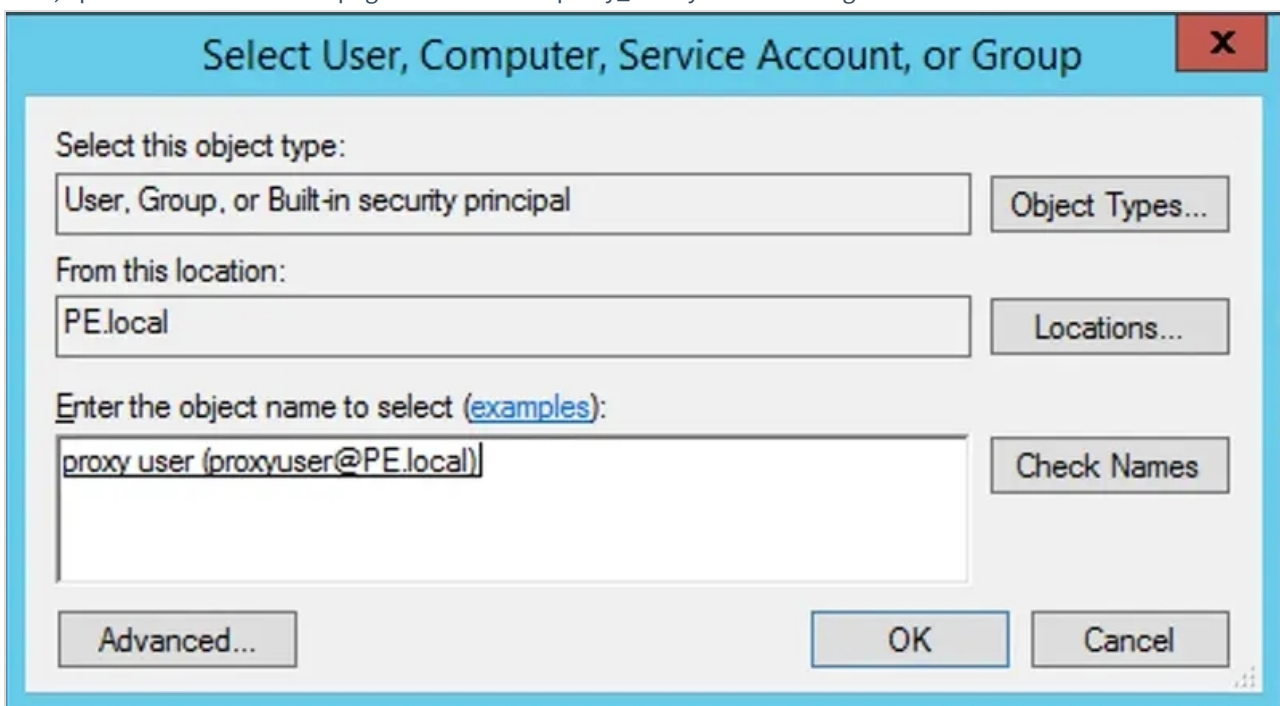 Select User, Computer, Service Account, or Group
x
Select this object type:
User, Group, or Built-in security principal
Object Types...
From this location:
PE.local
Locations...
Enter the object name to select (examples):
proxy user (proxyuser@PE.local)
Check Names
Advanced...
OK
Cancel